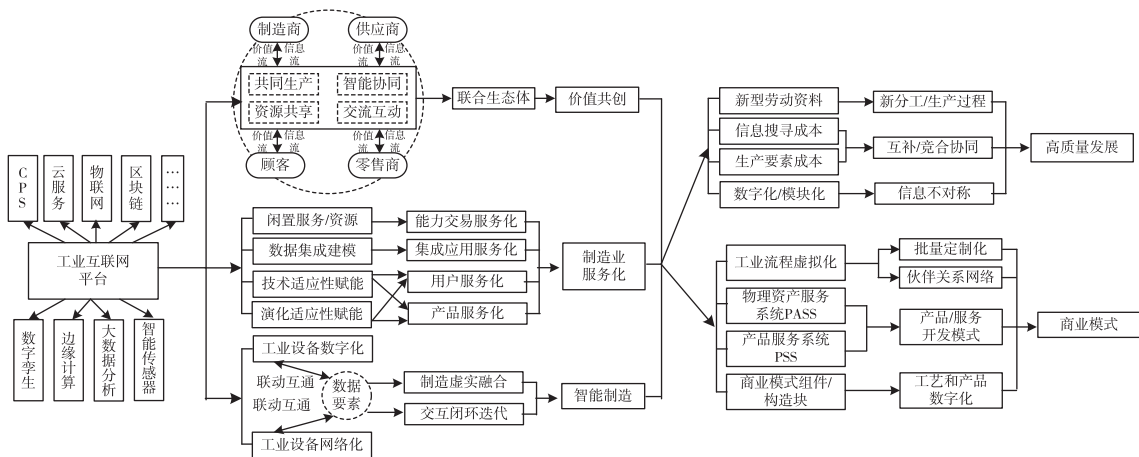 CPS
云服务
物联网
区块链
……
工业互联网
平台
数字孪生
边缘计算
大数据分析
智能传感器
制造商
供应商
价值流
信息流
价值流
信息流
共同生产
智能协同
资源共享
交流互动
价值流
信息流
价值流
信息流
顾客
零售商
联合生态体
价值共创
闲置服务/资源
能力交易服务化
数据集成建模
集成应用服务化
技术适应性赋能
用户服务化
演化适应性赋能
产品服务化
制造业
服务化
工业设备数字化
联动互通
联动互通
数据
要素
工业设备网络化
制造虚实融合
交互闭环迭代
智能制造
新型劳动资料
新分工/生产过程
信息搜寻成本
生产要素成本
互补/竞合协同
数字化/模块化
信息不对称
高质量发展
工业流程虚拟化
批量定制化
伙伴关系网络
物理资产服务
系统PASS
产品服务系统
PSS
产品/服务
开发模式
商业模式组件/
构造块
工艺和产品
数字化
商业模式